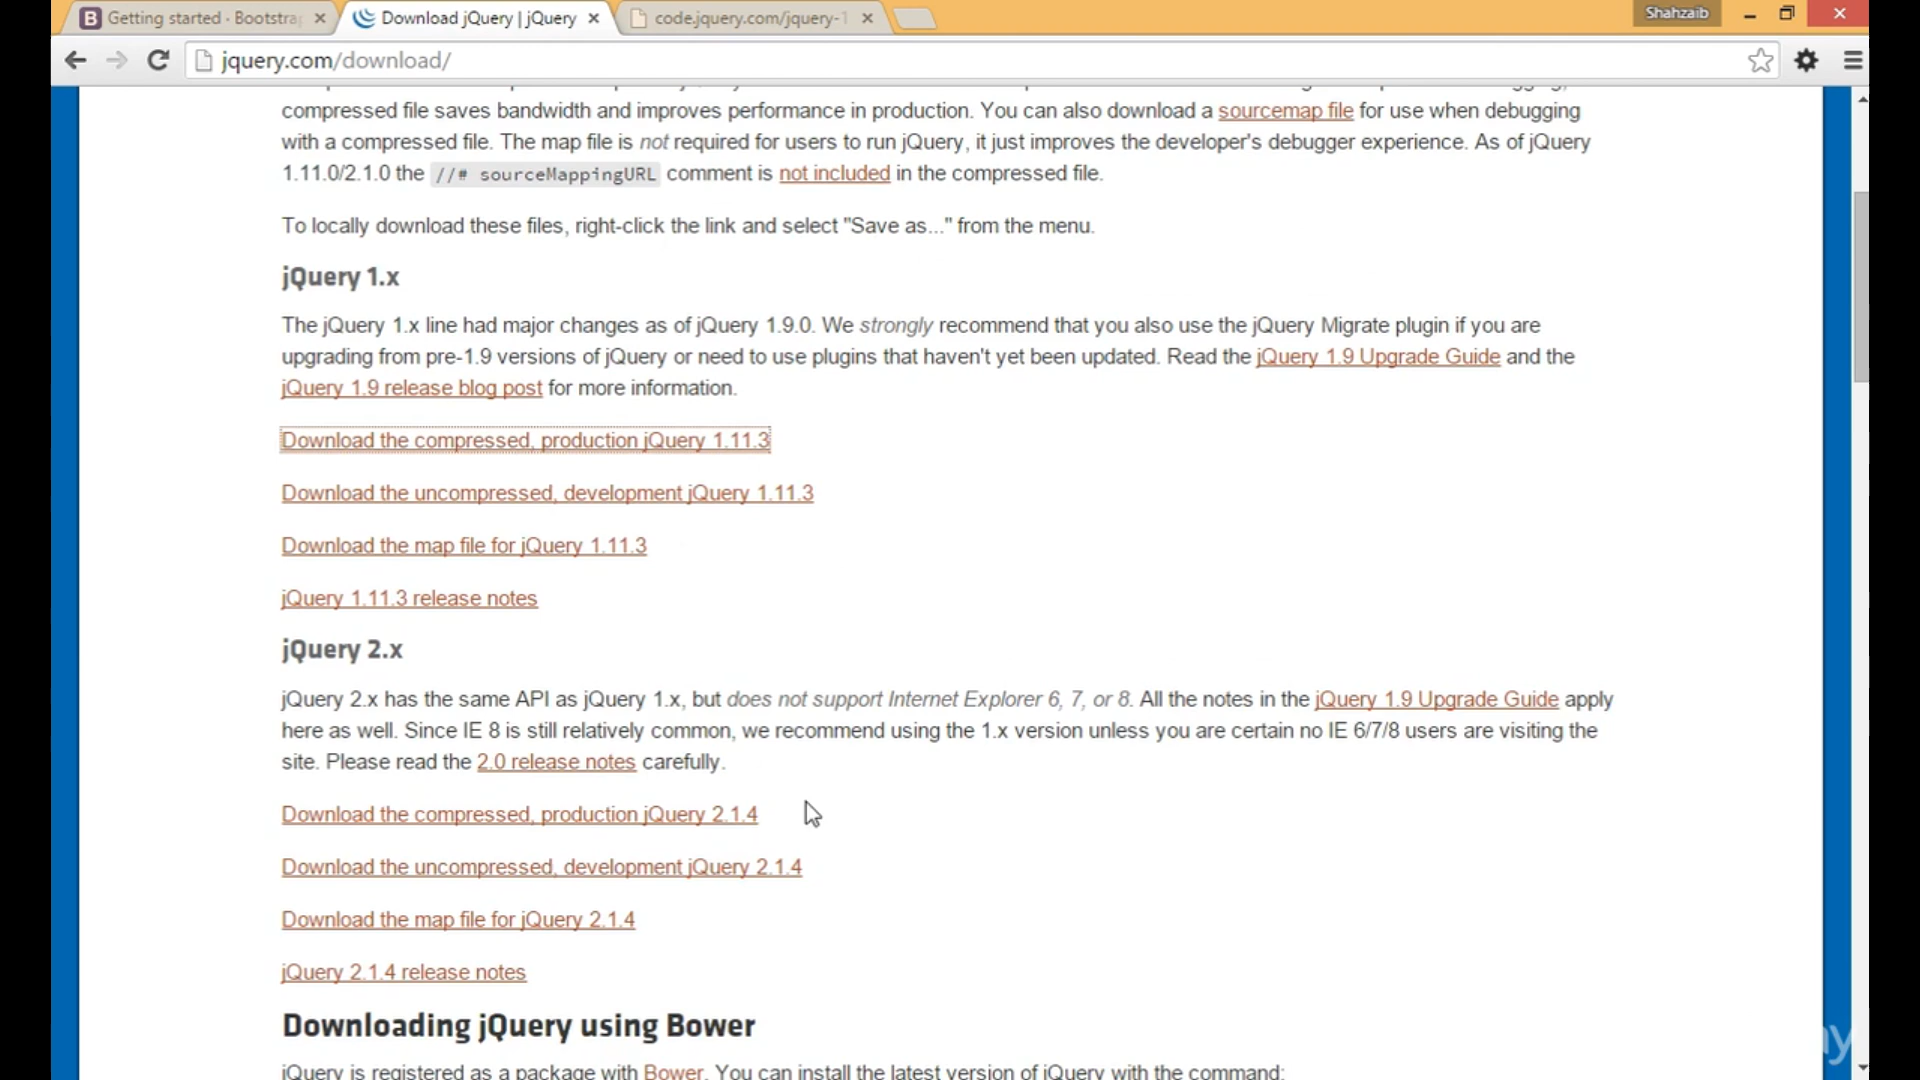 Getting started · Bootstrap
Download jQuery | jQuery
code.jquery.com/jquery-1
Shahzaib
jquery.com/download/
compressed file saves bandwidth and improves performance in production. You can also download a sourcemap file for use when debugging
with a compressed file. The map file is not required for users to run jQuery, it just improves the developer's debugger experience. As of jQuery
1.11.0/2.1.0 the //# sourceMappingURL comment is not included in the compressed file.
To locally download these files, right-click the link and select "Save as..." from the menu.
jQuery 1.x
The jQuery 1.x line had major changes as of jQuery 1.9.0. We strongly recommend that you also use the jQuery Migrate plugin if you are
upgrading from pre-1.9 versions of jQuery or need to use plugins that haven't yet been updated. Read the jQuery 1.9 Upgrade Guide and the
jQuery 1.9 release blog post for more information.
Download the compressed, production jQuery 1.11.3
Download the uncompressed, development jQuery 1.11.3
Download the map file for jQuery 1.11.3
jQuery 1.11.3 release notes
jQuery 2.x
jQuery 2.x has the same API as jQuery 1.x, but does not support Internet Explorer 6, 7, or 8. All the notes in the jQuery 1.9 Upgrade Guide apply
here as well. Since IE 8 is still relatively common, we recommend using the 1.x version unless you are certain no IE 6/7/8 users are visiting the
site. Please read the 2.0 release notes carefully.
Download the compressed, production jQuery 2.1.4
Download the uncompressed, development jQuery 2.1.4
Download the map file for jQuery 2.1.4
jQuery 2.1.4 release notes
Downloading jQuery using Bower
jQuery is registered as a package with Bower. You can install the latest version of jQuery with the command: